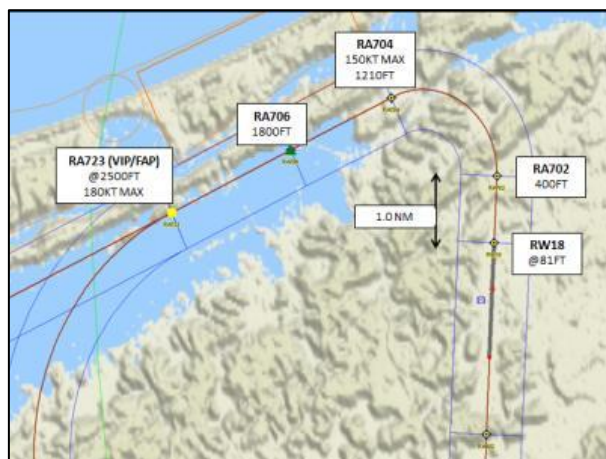 RA704
150KT MAX
1210FT
RA706
1800FT
RA723 (VIP/FAP)
@2500FT
180KT MAX
RA702
400FT
1.0 NM
RW18
@81FT